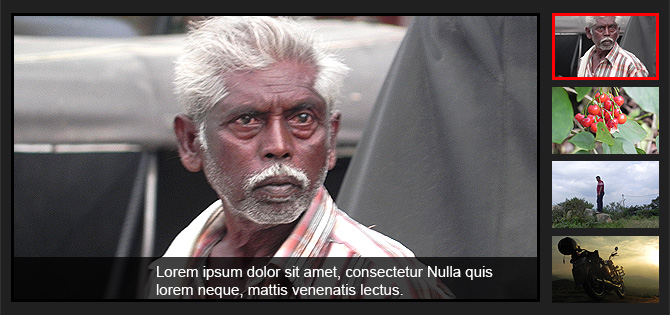 Lorem ipsum dolor sit amet, consectetur Nulla quis
lorem neque, mattis venenatis lectus.